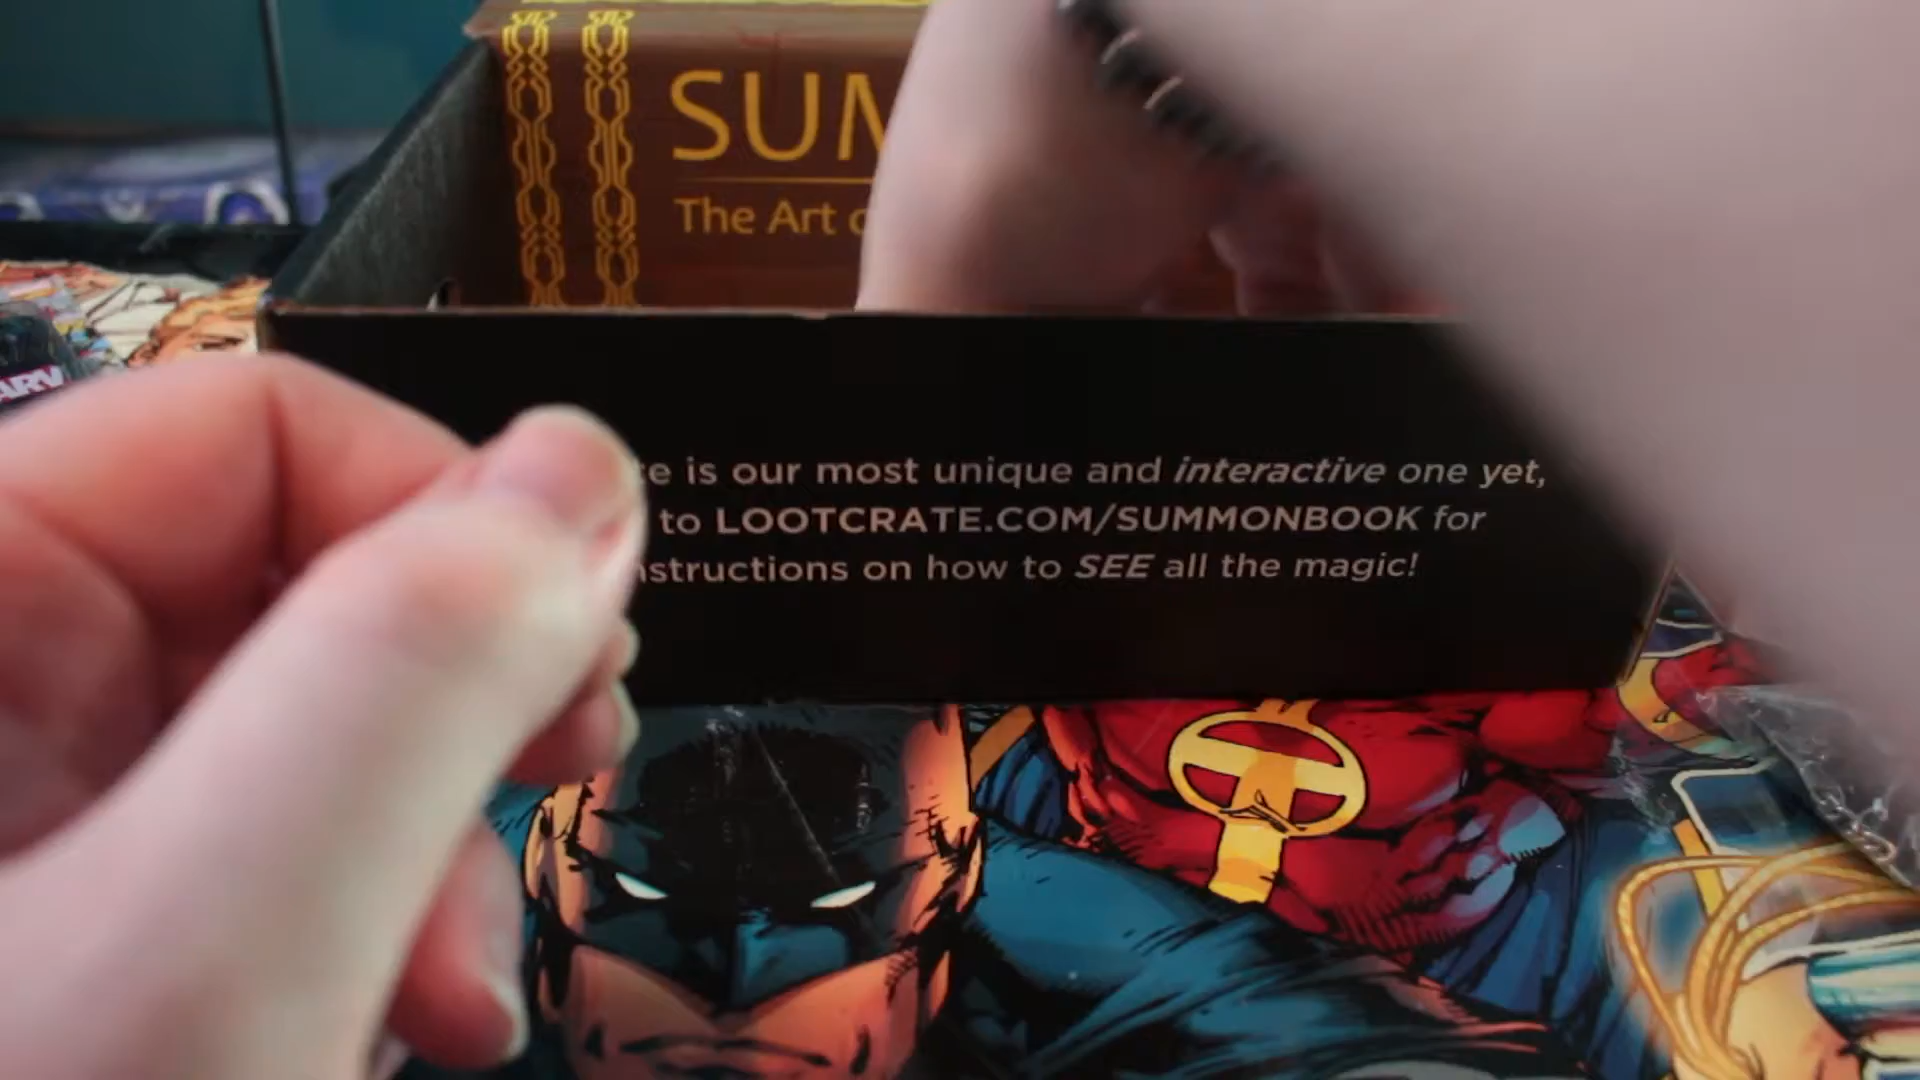 SUM
The Art o
is our most unique and interactive one yet,
to LOOTCRATE.COM/SUMMONBOOK for
nstructions on how to SEE all the magic!
ARV